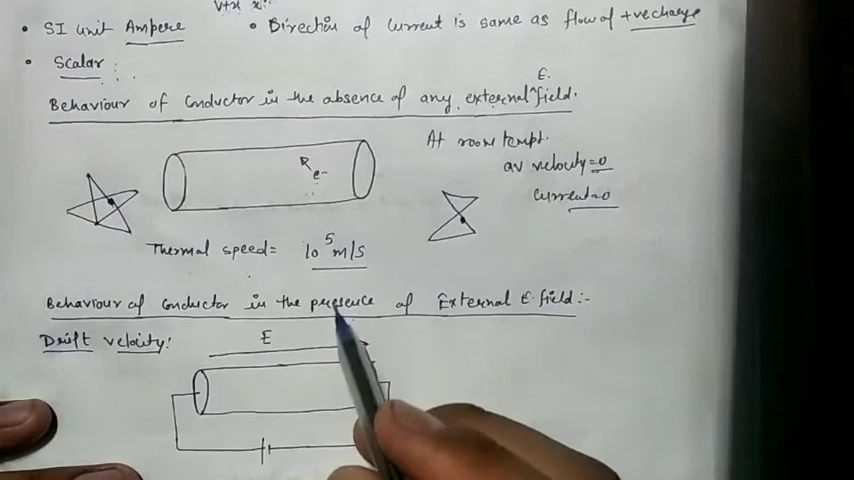 • SI unit Ampere
• Direction of current is same as flow of +ve charge
• Scalar
E.
Behaviour of Conductor in the absence of any external ^ field.
At room tempt.
av velocity = 0
current = 0
e-
Thermal speed = 10^5 m/s
Behaviour of Conductor in the presence of External E. field :-
Drift velocity:
E